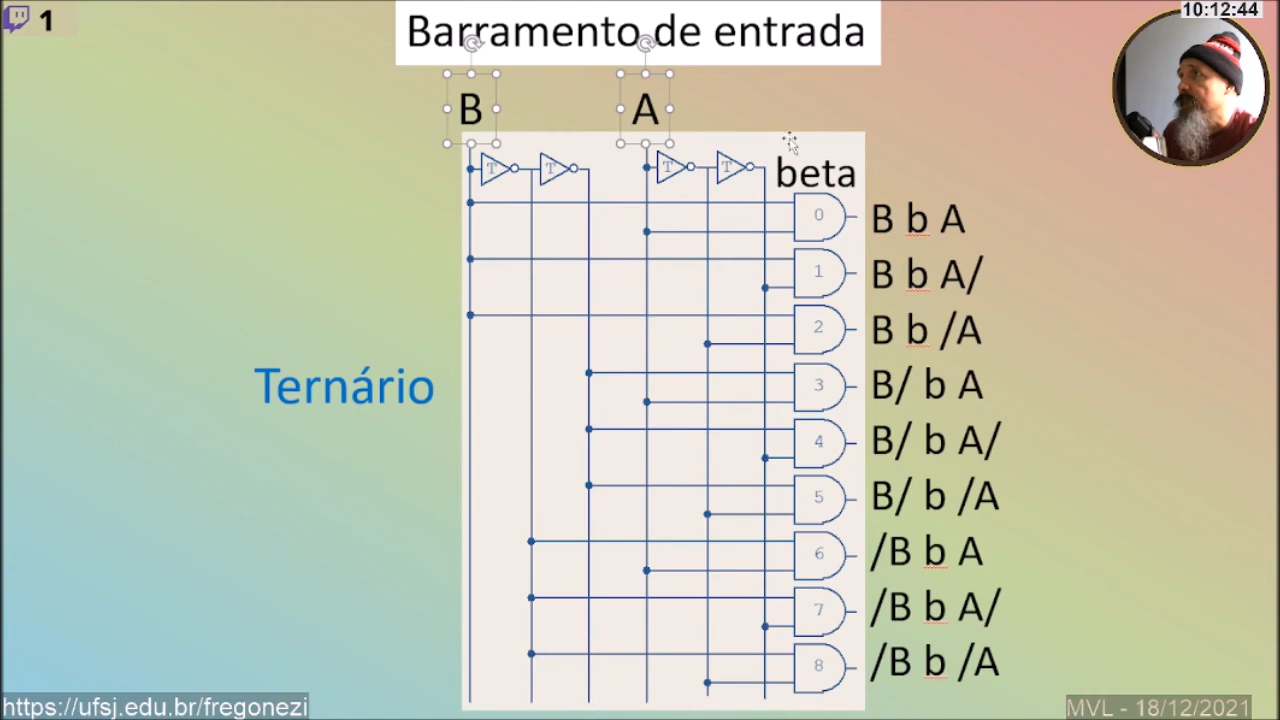 1
10:12:44
Barramento de entrada
B A
T T T T
beta
0 B b A
1 B b A/
2 B b /A
Ternário
3 B/ b A
4 B/ b A/
5 B/ b /A
6 /B b A
7 /B b A/
8 /B b /A
https://ufsj.edu.br/fregonezi
MVL - 18/12/2021